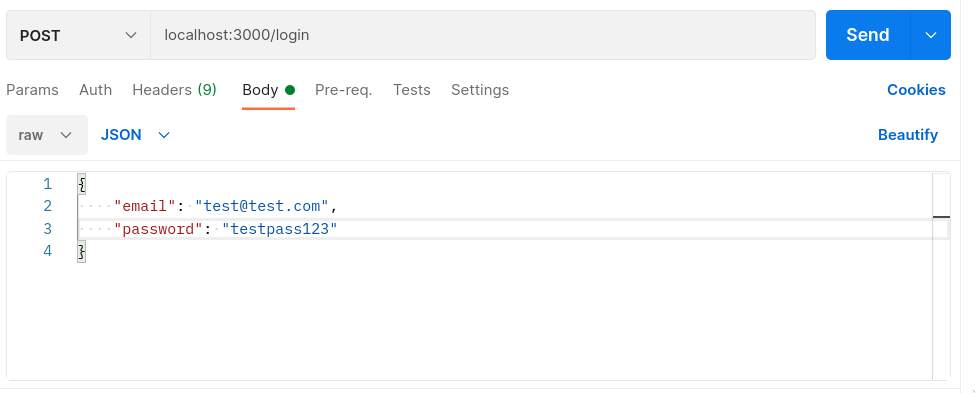 POST localhost:3000/login Send
Params Auth Headers (9) Body Pre-req. Tests Settings Cookies
raw JSON Beautify
1 {
2 ····"email":·"test@test.com",
3 ····"password":·"testpass123"
4 }